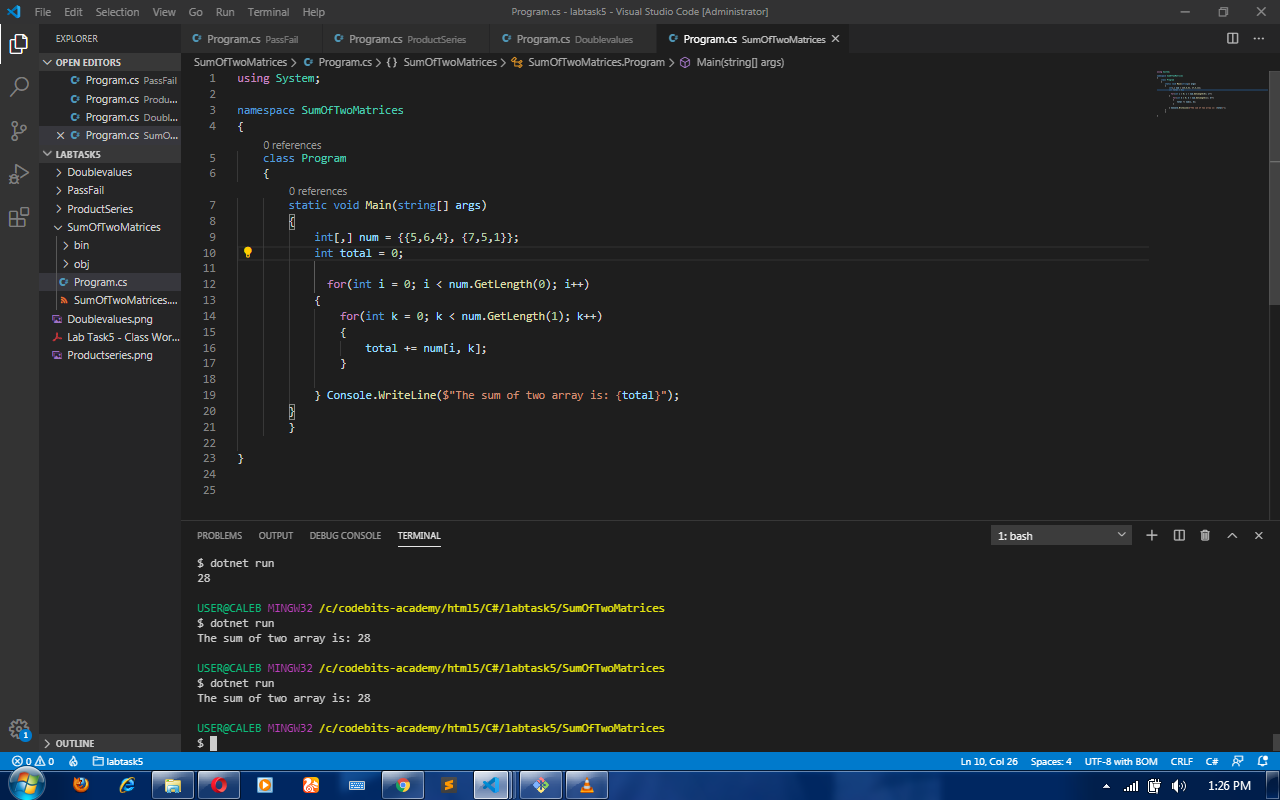 File Edit Selection View Go Run Terminal Help Program.cs - labtask5 - Visual Studio Code [Administrator]
EXPLORER
OPEN EDITORS
Program.cs PassFail
Program.cs Produ...
Program.cs Doubl...
Program.cs SumO...
LABTASK5
Doublevalues
PassFail
ProductSeries
SumOfTwoMatrices
bin
obj
Program.cs
SumOfTwoMatrices....
Doublevalues.png
Lab Task5 - Class Wor...
Productseries.png
OUTLINE
1
Program.cs PassFail Program.cs ProductSeries Program.cs Doublevalues Program.cs SumOfTwoMatrices
SumOfTwoMatrices > Program.cs > {} SumOfTwoMatrices > SumOfTwoMatrices.Program > Main(string[] args)
1 using System;
2
3 namespace SumOfTwoMatrices
4 {
0 references
5 class Program
6 {
0 references
7 static void Main(string[] args)
8 {
9 int[,] num = {{5,6,4}, {7,5,1}};
10 int total = 0;
11
12 for(int i = 0; i < num.GetLength(0); i++)
13 {
14 for(int k = 0; k < num.GetLength(1); k++)
15 {
16 total += num[i, k];
17 }
18
19 } Console.WriteLine($"The sum of two array is: {total}");
20 }
21 }
22
23 }
24
25
PROBLEMS OUTPUT DEBUG CONSOLE TERMINAL 1: bash
$ dotnet run
28
USER@CALEB MINGW32 /c/codebits-academy/html5/C#/labtask5/SumOfTwoMatrices
$ dotnet run
The sum of two array is: 28
USER@CALEB MINGW32 /c/codebits-academy/html5/C#/labtask5/SumOfTwoMatrices
$ dotnet run
The sum of two array is: 28
USER@CALEB MINGW32 /c/codebits-academy/html5/C#/labtask5/SumOfTwoMatrices
$
0 0 labtask5 Ln 10, Col 26 Spaces: 4 UTF-8 with BOM CRLF C#
1:26 PM